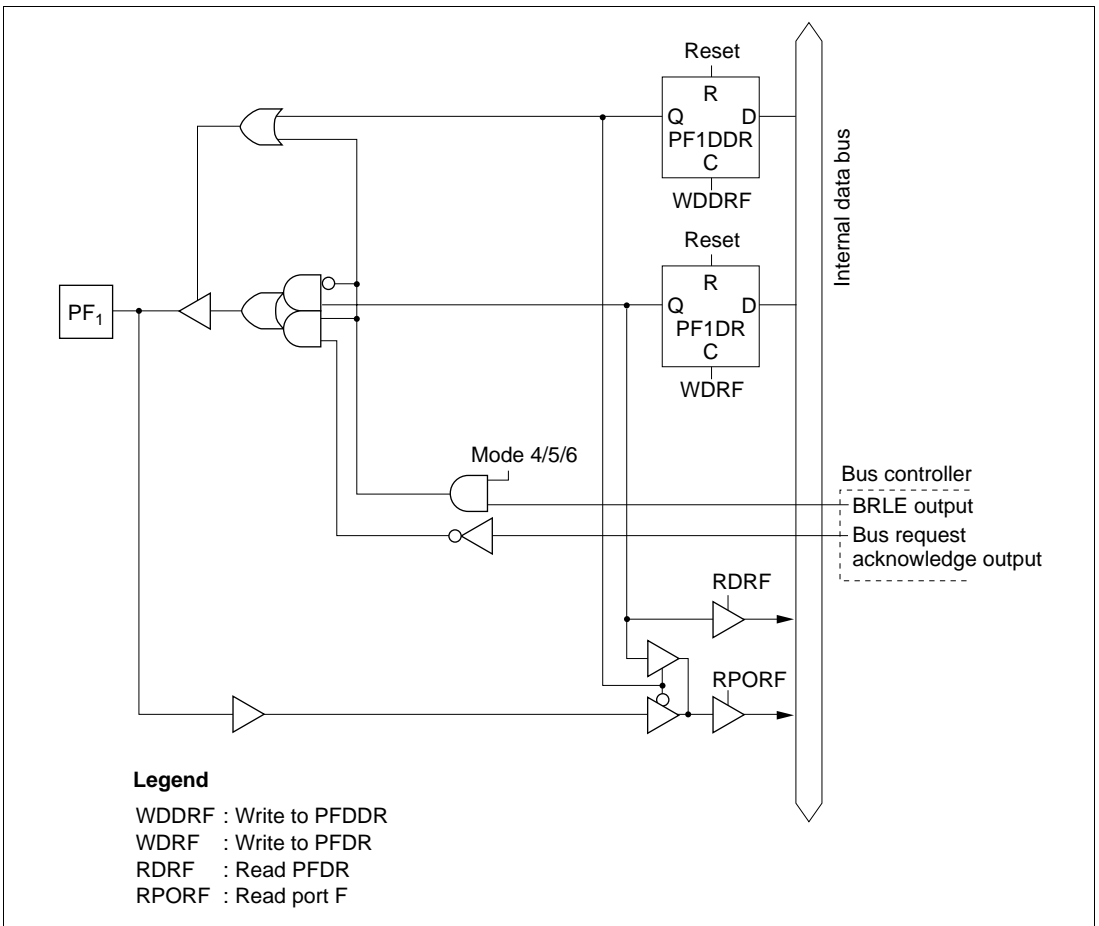 Reset
R
Q D
PF1DDR
C
WDDRF
Internal data bus
Reset
R
Q D
PF1DR
C
WDRF
PF₁
Mode 4/5/6
Bus controller
BRLE output
Bus request
acknowledge output
RDRF
RPORF
Legend
WDDRF : Write to PFDDR
WDRF : Write to PFDR
RDRF : Read PFDR
RPORF : Read port F